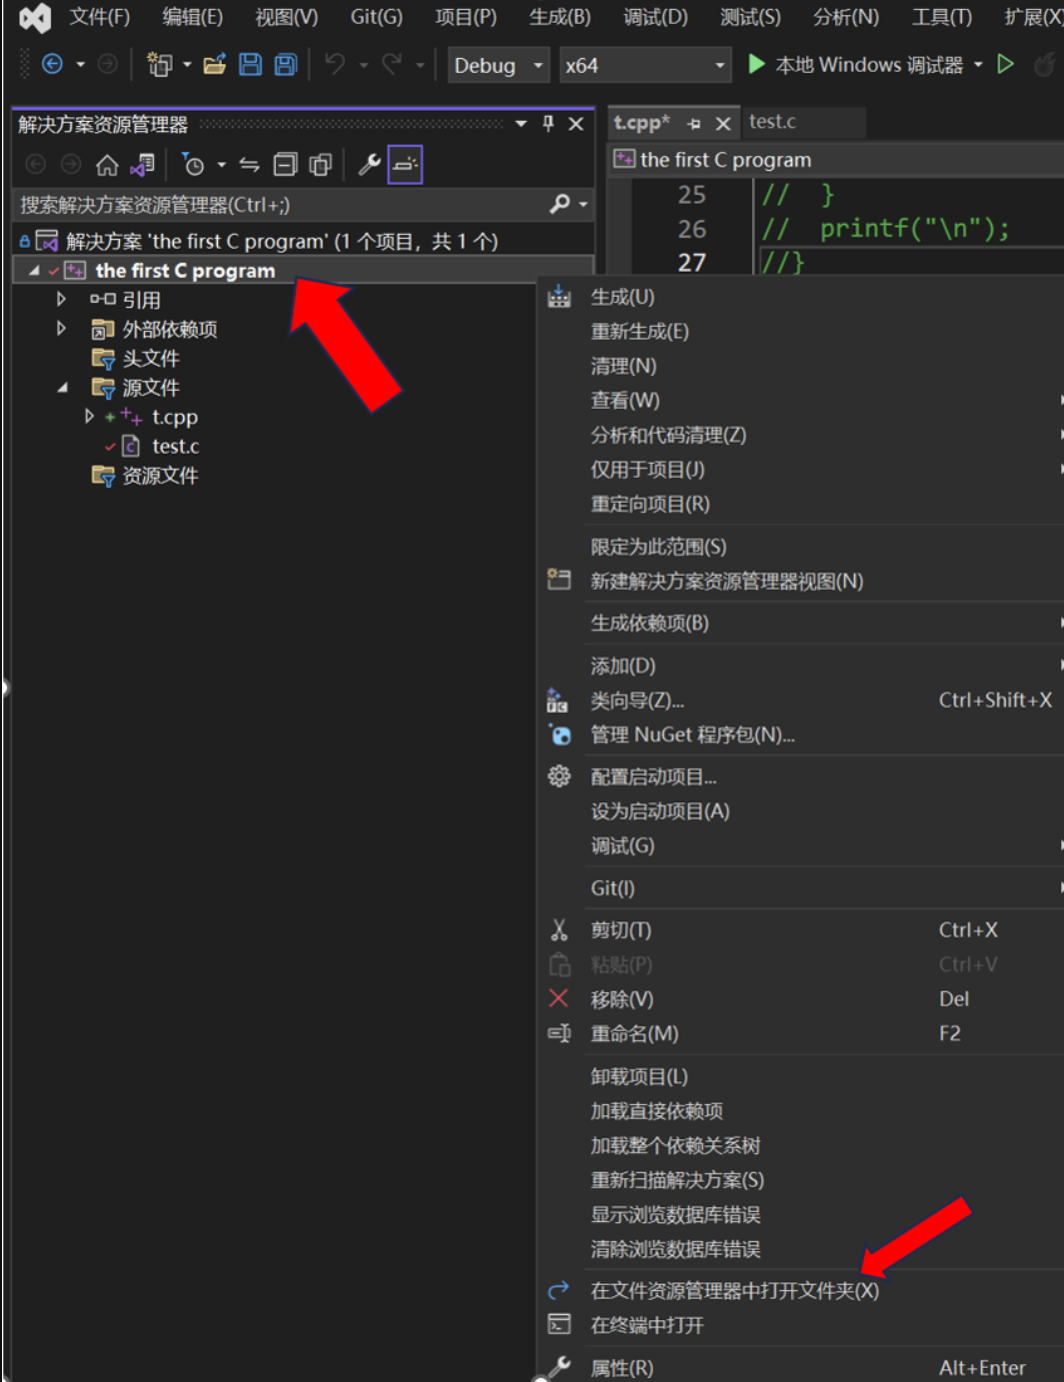 文件(F) 编辑(E) 视图(V) Git(G) 项目(P) 生成(B) 调试(D) 测试(S) 分析(N) 工具(T) 扩展(X)
Debug x64 本地 Windows 调试器
解决方案资源管理器
t.cpp* test.c
the first C program
搜索解决方案资源管理器(Ctrl+;)
25 // }
26 // printf("\n");
27 //}
解决方案 'the first C program' (1 个项目，共 1 个)
the first C program
引用
外部依赖项
头文件
源文件
t.cpp
test.c
资源文件
生成(U)
重新生成(E)
清理(N)
查看(W)
分析和代码清理(Z)
仅用于项目(J)
重定向项目(R)
限定为此范围(S)
新建解决方案资源管理器视图(N)
生成依赖项(B)
添加(D)
类向导(Z)... Ctrl+Shift+X
管理 NuGet 程序包(N)...
配置启动项目...
设为启动项目(A)
调试(G)
Git(I)
剪切(T) Ctrl+X
粘贴(P) Ctrl+V
移除(V) Del
重命名(M) F2
卸载项目(L)
加载直接依赖项
加载整个依赖关系树
重新扫描解决方案(S)
显示浏览数据库错误
清除浏览数据库错误
在文件资源管理器中打开文件夹(X)
在终端中打开
属性(R) Alt+Enter